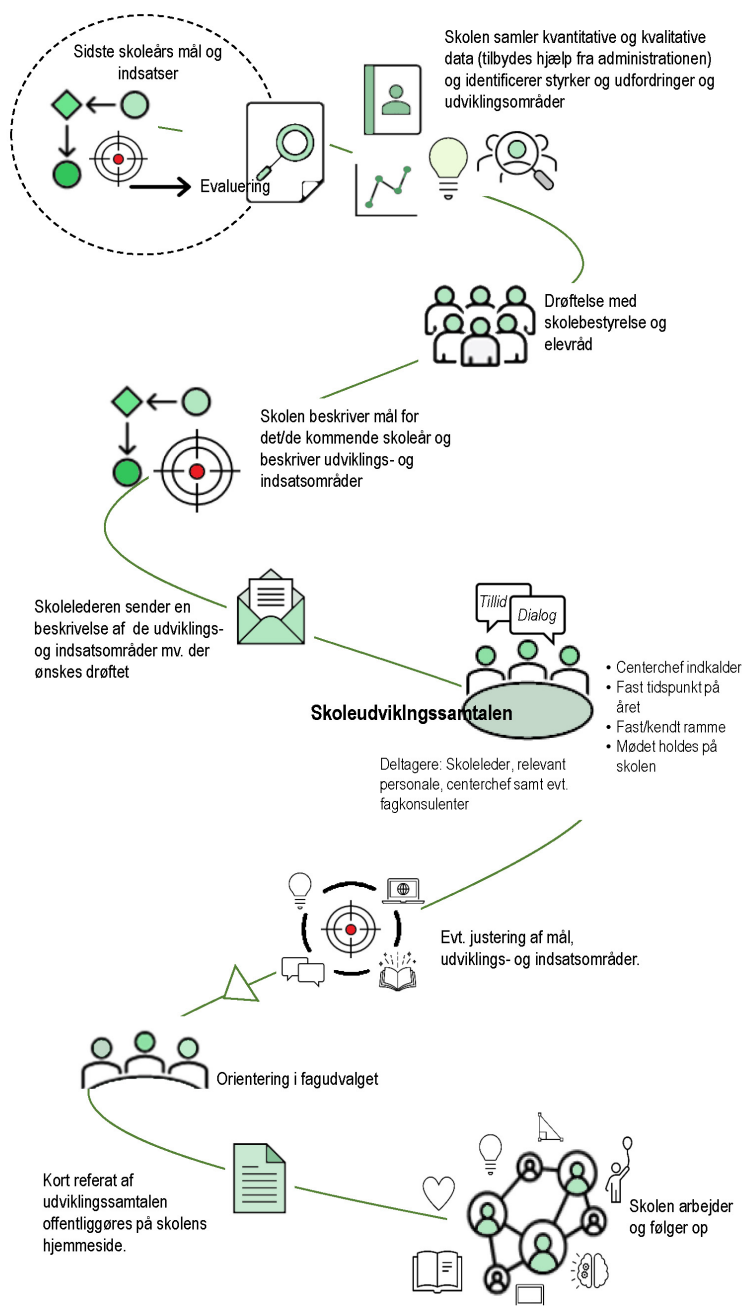 Sidste skoleårs mål og
indsatser
Evaluering
Skolen samler kvantitative og kvalitative
data (tilbydes hjælp fra administrationen)
og identificerer styrker og udfordringer og
udviklingsområder
Drøftelse med
skolebestyrelse og
elevråd
Skolen beskriver mål for
det/de kommende skoleår og
beskriver udviklings- og
indsatsområder
Skolelederen sender en
beskrivelse af de udviklings-
og indsatsområder mv. der
ønskes drøftet
Tillid
Dialog
Skoleudviklngssamtalen
• Centerchef indkalder
• Fast tidspunkt på
året
• Fast/kendt ramme
• Mødet holdes på
skolen
Deltagere: Skoleleder, relevant
personale, centerchef samt evt.
fagkonsulenter
Evt. justering af mål,
udviklings- og indsatsområder.
Orientering i fagudvalget
Kort referat af
udviklingssamtalen
offentliggøres på skolens
hjemmeside.
Skolen arbejder
og følger op